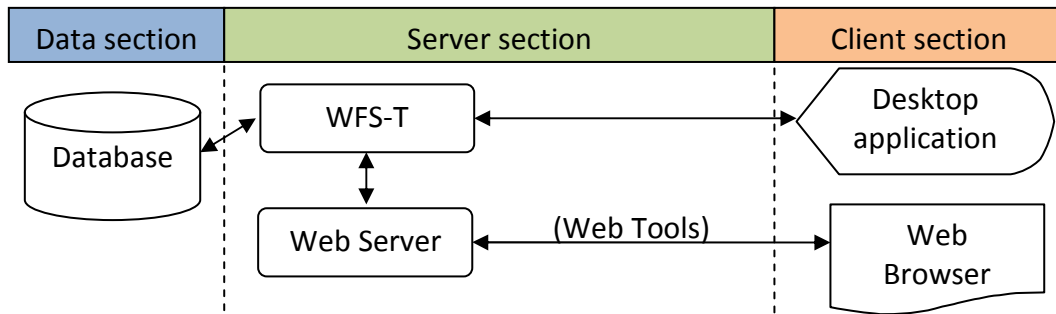 Data section
Server section
Client section
Database
WFS-T
Desktop
application
Web Server
(Web Tools)
Web
Browser